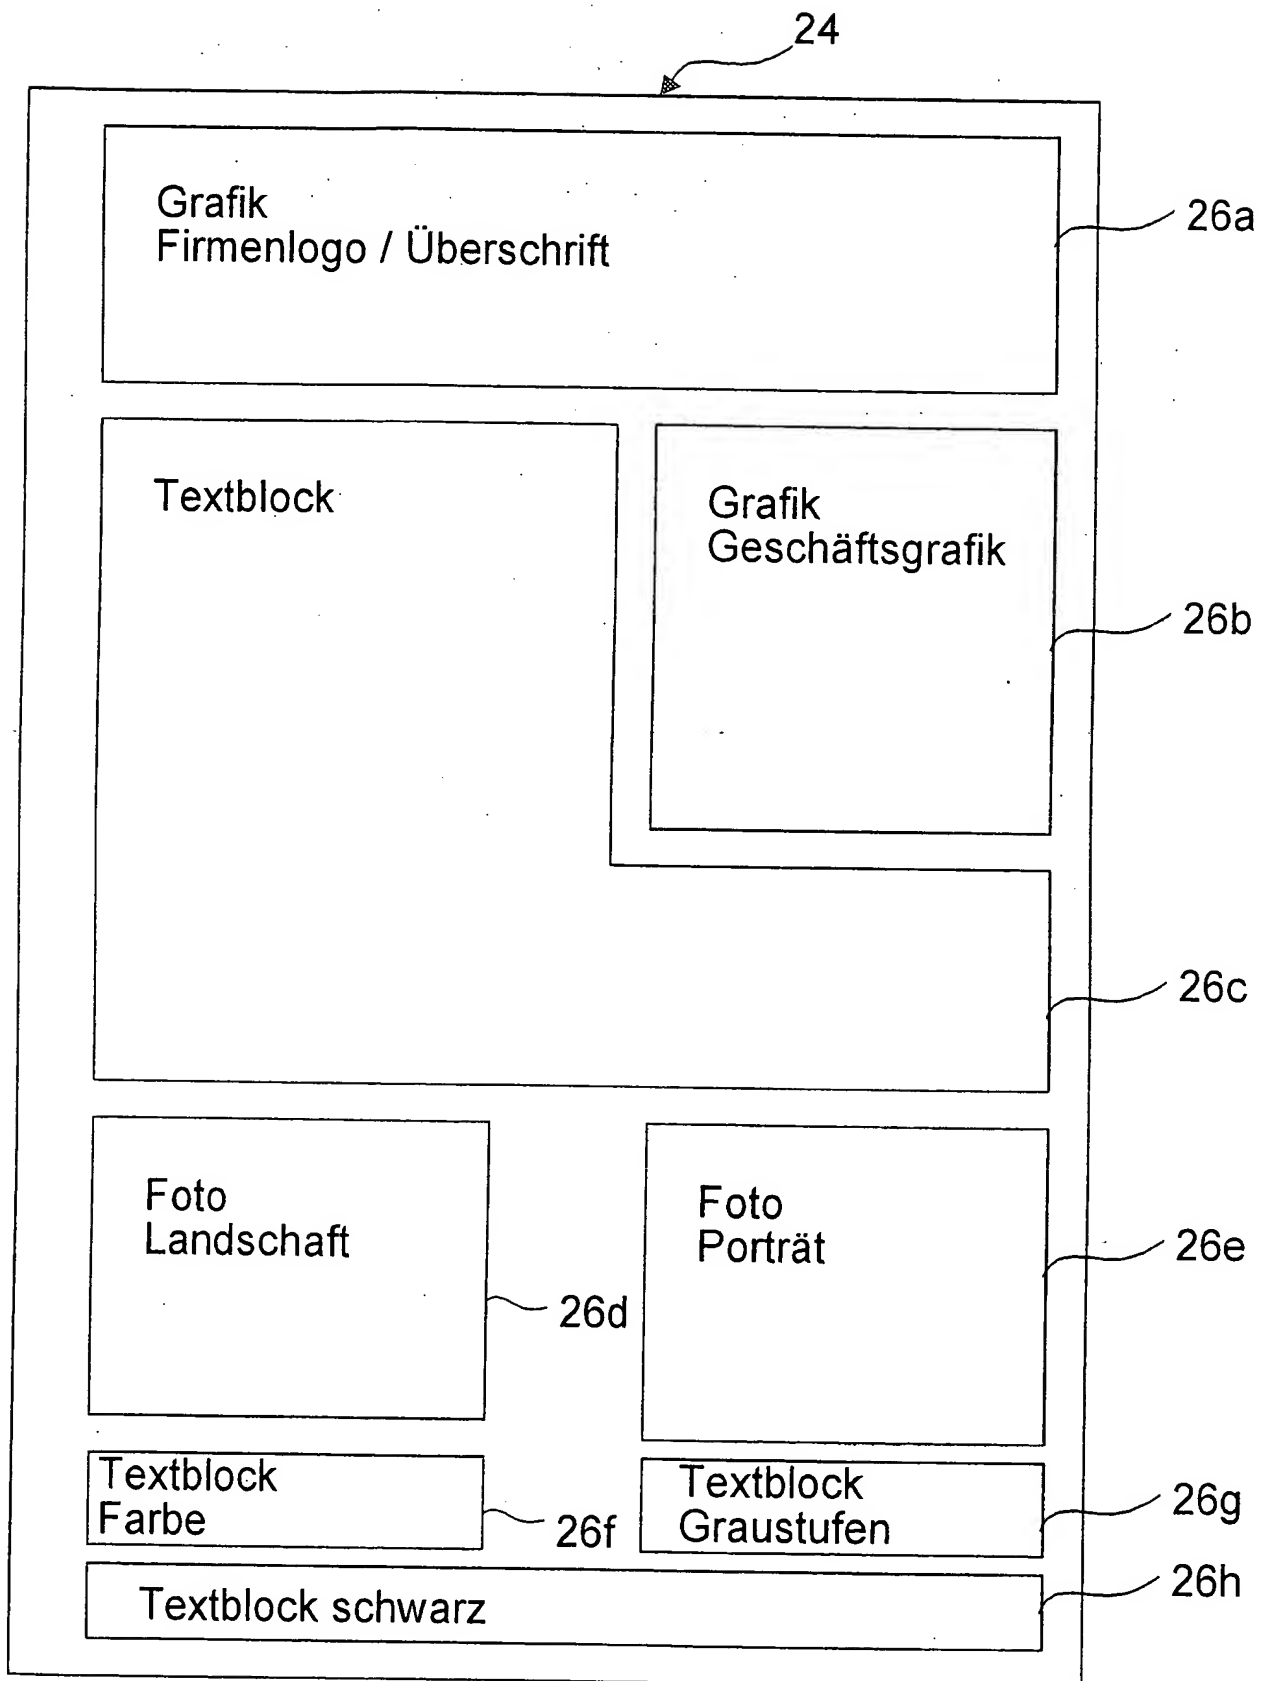 24
Grafik
Firmenlogo / Überschrift
26a
Textblock
Grafik
Geschäftsgrafik
26b
26c
Foto
Landschaft
26d
Foto
Porträt
26e
Textblock
Farbe
26f
Textblock
Graustufen
26g
Textblock schwarz
26h